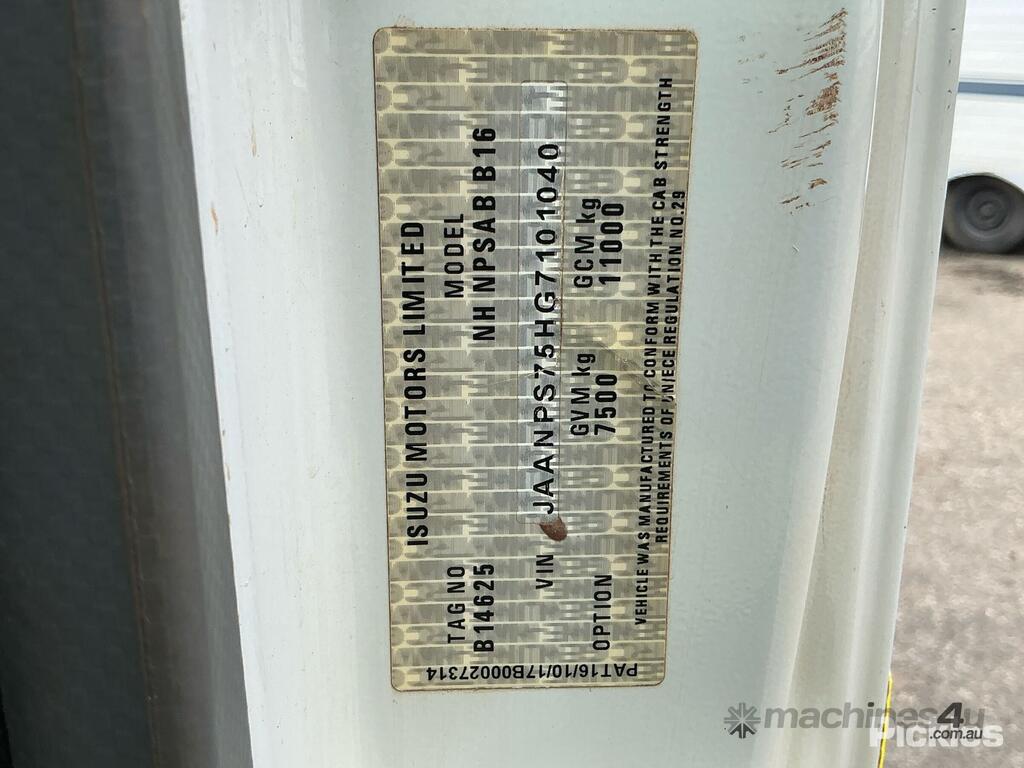 ISUZU MOTORS LIMITED
TAG NO MODEL
B14625 NH NPSAB B16
VIN JAANPS75HG7101040
GVM kg GCM kg
OPTION 7500 11000
VEHICLE WAS MANUFACTURED TO CONFORM WITH THE CAB STRENGTH
REQUIREMENTS OF UN/ECE REGULATION NO.29
PAT16/10/17B00027314
machines4u
.com.au
Pickles